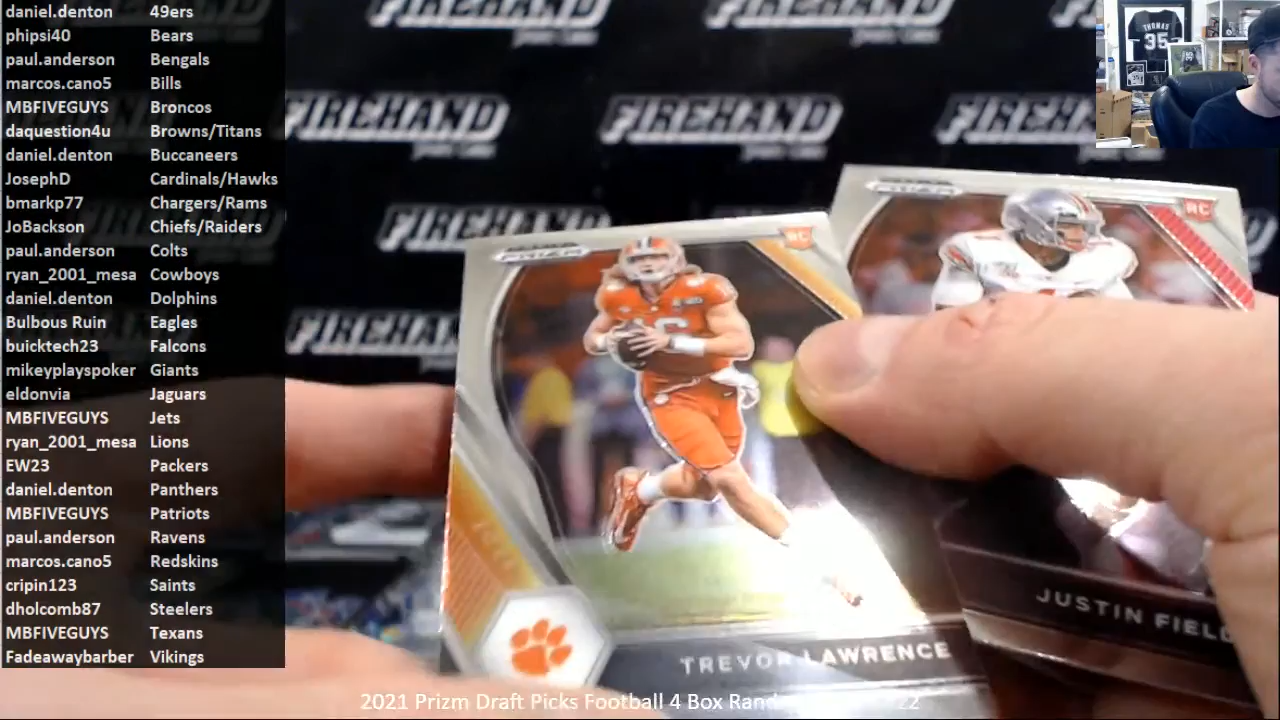 daniel.denton 49ers
phipsi40 Bears
paul.anderson Bengals
marcos.cano5 Bills
MBFIVEGUYS Broncos
daquestion4u Browns/Titans
daniel.denton Buccaneers
JosephD Cardinals/Hawks
bmarkp77 Chargers/Rams
JoBackson Chiefs/Raiders
paul.anderson Colts
ryan_2001_mesa Cowboys
daniel.denton Dolphins
Bulbous Ruin Eagles
buicktech23 Falcons
mikeyplayspoker Giants
eldonvia Jaguars
MBFIVEGUYS Jets
ryan_2001_mesa Lions
EW23 Packers
daniel.denton Panthers
MBFIVEGUYS Patriots
paul.anderson Ravens
marcos.cano5 Redskins
cripin123 Saints
dholcomb87 Steelers
MBFIVEGUYS Texans
Fadeawaybarber Vikings
THOMAS
35
FIREHAND FIREHAND FIREHAND
FIREHAND
FIREHAND
PRIZM RC
PRIZM RC
16
TREVOR LAWRENCE
JUSTIN FIEL
2021 Prizm Draft Picks Football 4 Box Rand